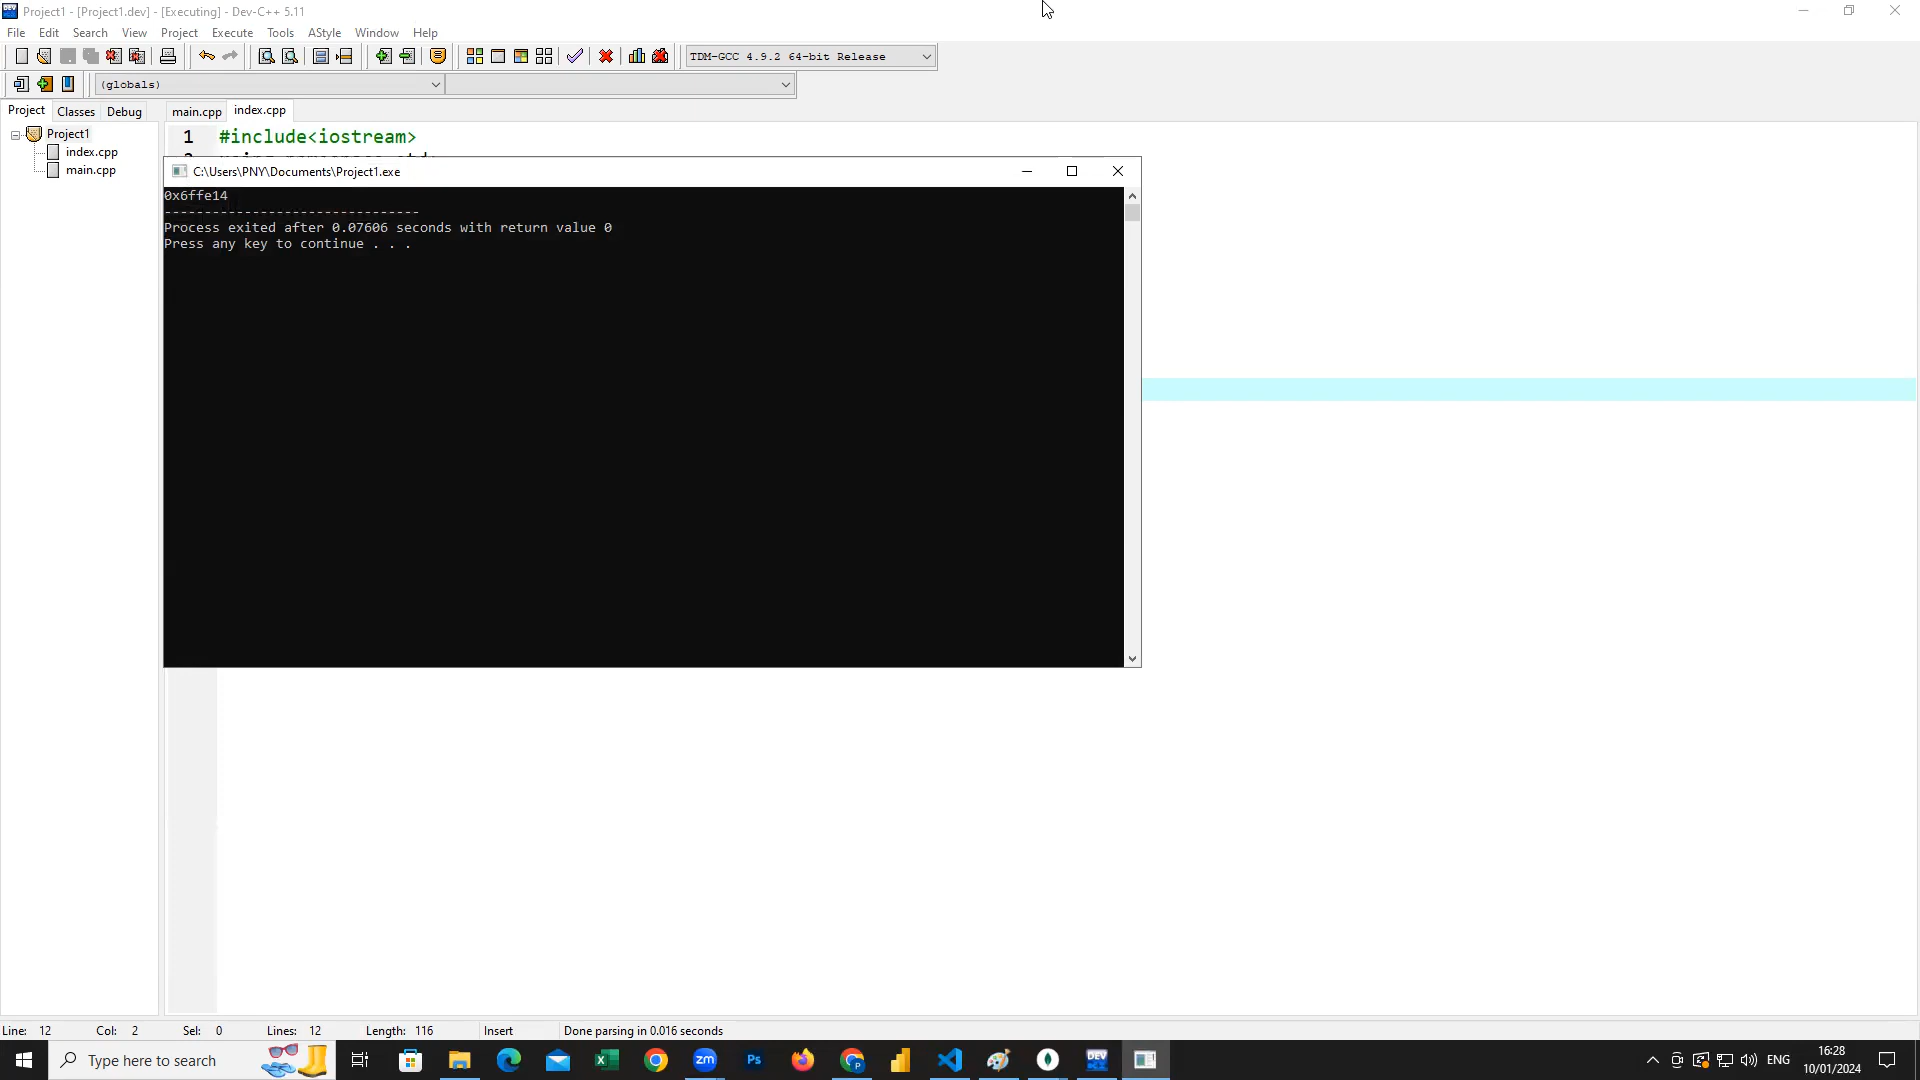 Project1 - [Project1.dev] - [Executing] - Dev-C++ 5.11
File Edit Search View Project Execute Tools AStyle Window Help
TDM-GCC 4.9.2 64-bit Release
(globals)
Project Classes Debug main.cpp index.cpp
Project1
index.cpp
main.cpp
1 #include<iostream>
C:\Users\PNY\Documents\Project1.exe
0x6ffe14
--------------------------------
Process exited after 0.07606 seconds with return value 0
Press any key to continue . . .
Line: 12 Col: 2 Sel: 0 Lines: 12 Length: 116 Insert Done parsing in 0.016 seconds
Type here to search
zm
Ps
DEV
ENG
16:28
10/01/2024